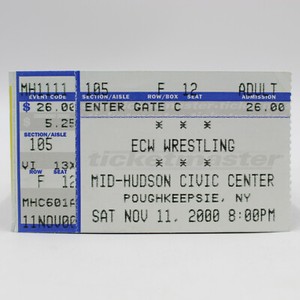 MH1111 105 F 12 ADULT
EVENT CODE SECTION/AISLE ROW/BOX SEAT ADMISSION
$ 26.00 ENTER GATE C 26.00
5.25 * * *
SECTION/AISLE ECW WRESTLING
105 ticketmaster
VI 13X * * *
F 12 MID-HUDSON CIVIC CENTER
MHC601A POUGHKEEPSIE, NY
11NOV00 SAT NOV 11, 2000 8:00PM